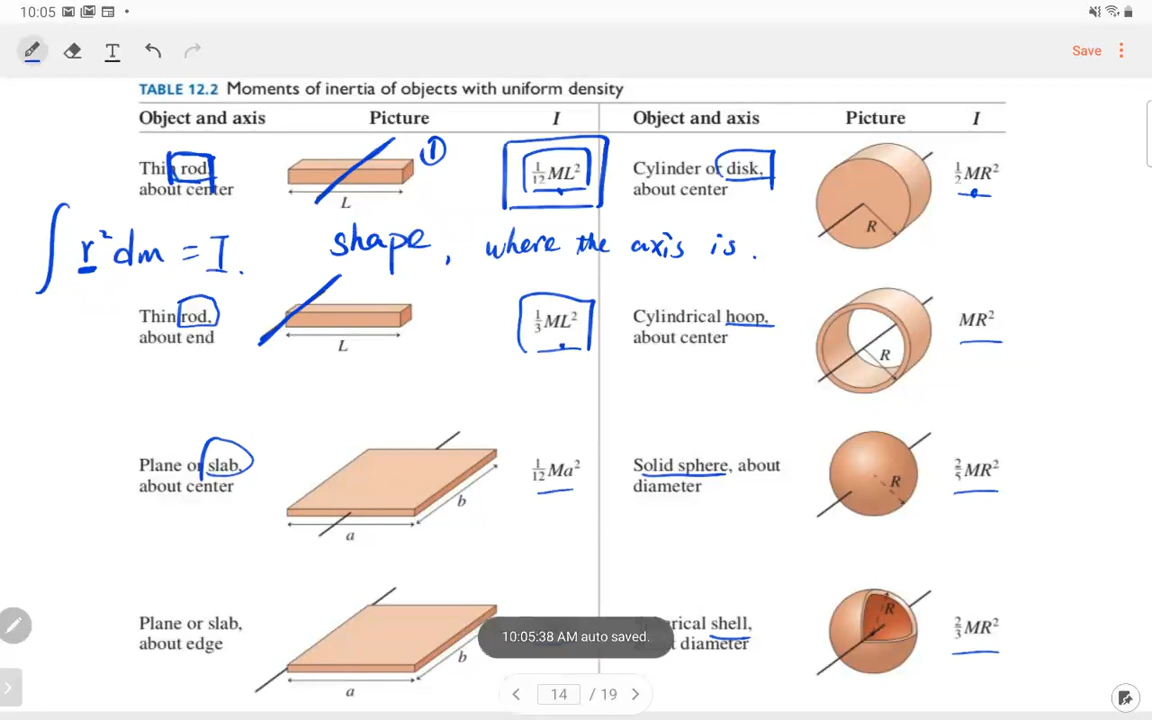 10:05
Save
TABLE 12.2 Moments of inertia of objects with uniform density
Object and axis Picture I Object and axis Picture I
Thin rod, about center L ① 1/12 ML² Cylinder or disk, about center R 1/2 MR²
∫ r² dm = I. shape, where the axis is.
Thin rod, about end L 1/3 ML² Cylindrical hoop, about center R MR²
Plane or slab, about center a b 1/12 Ma² Solid sphere, about diameter R 2/5 MR²
Plane or slab, about edge a b shell, diameter R 2/3 MR²
10:05:38 AM auto saved.
14 / 19